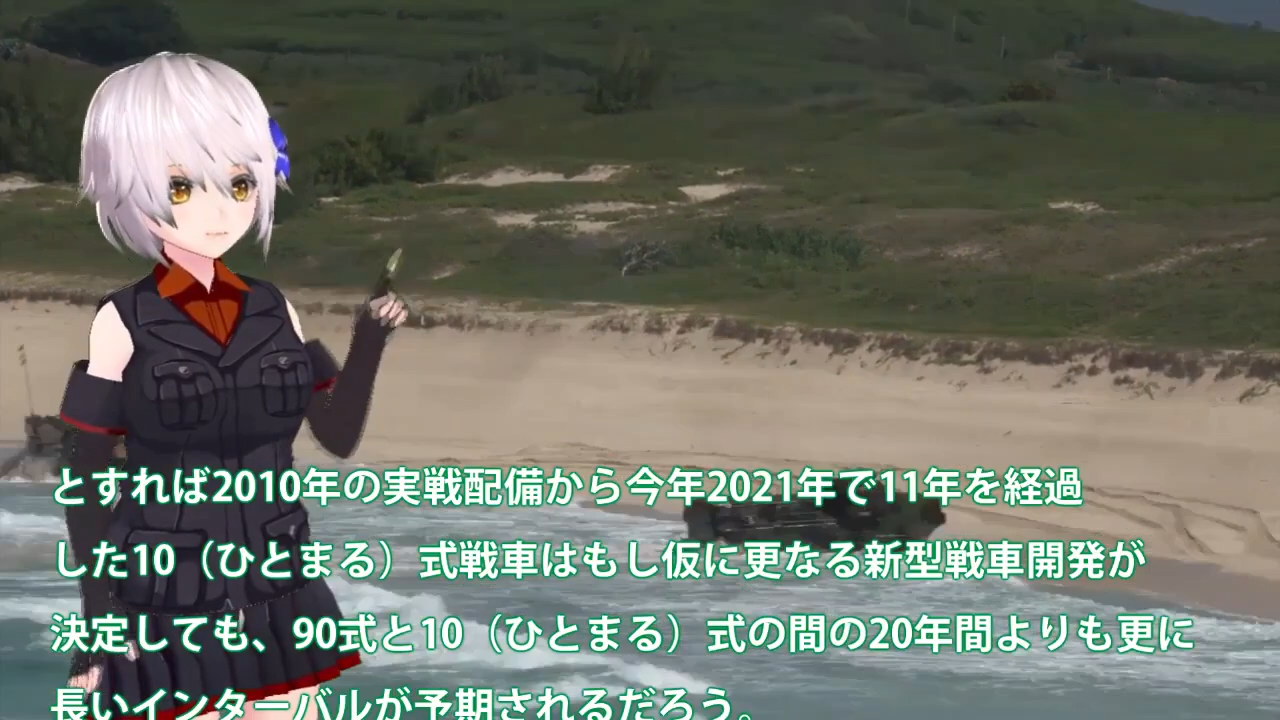 とすれば2010年の実戦配備から今年2021年で11年を経過
した10（ひとまる）式戦車はもし仮に更なる新型戦車開発が
決定しても、90式と10（ひとまる）式の間の20年間よりも更に
長いインターバルが予期されるだろう。